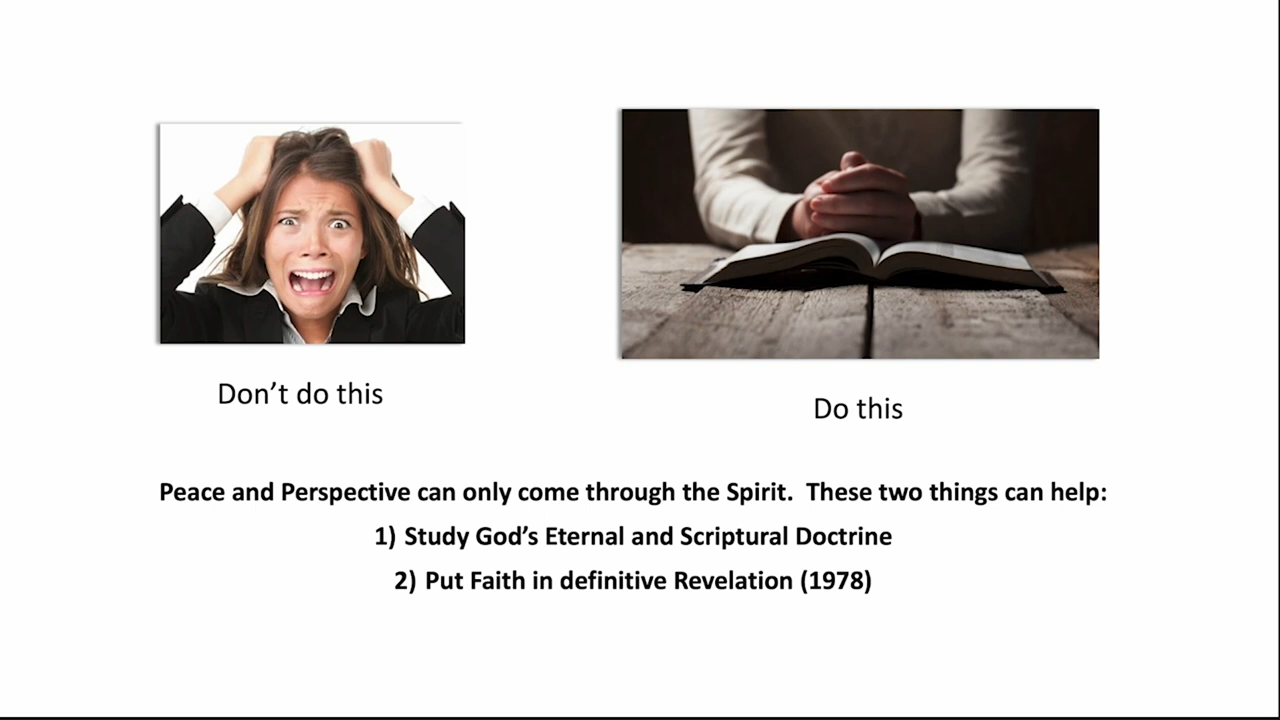 Don’t do this
Do this
Peace and Perspective can only come through the Spirit.  These two things can help:
1) Study God’s Eternal and Scriptural Doctrine
2) Put Faith in definitive Revelation (1978)